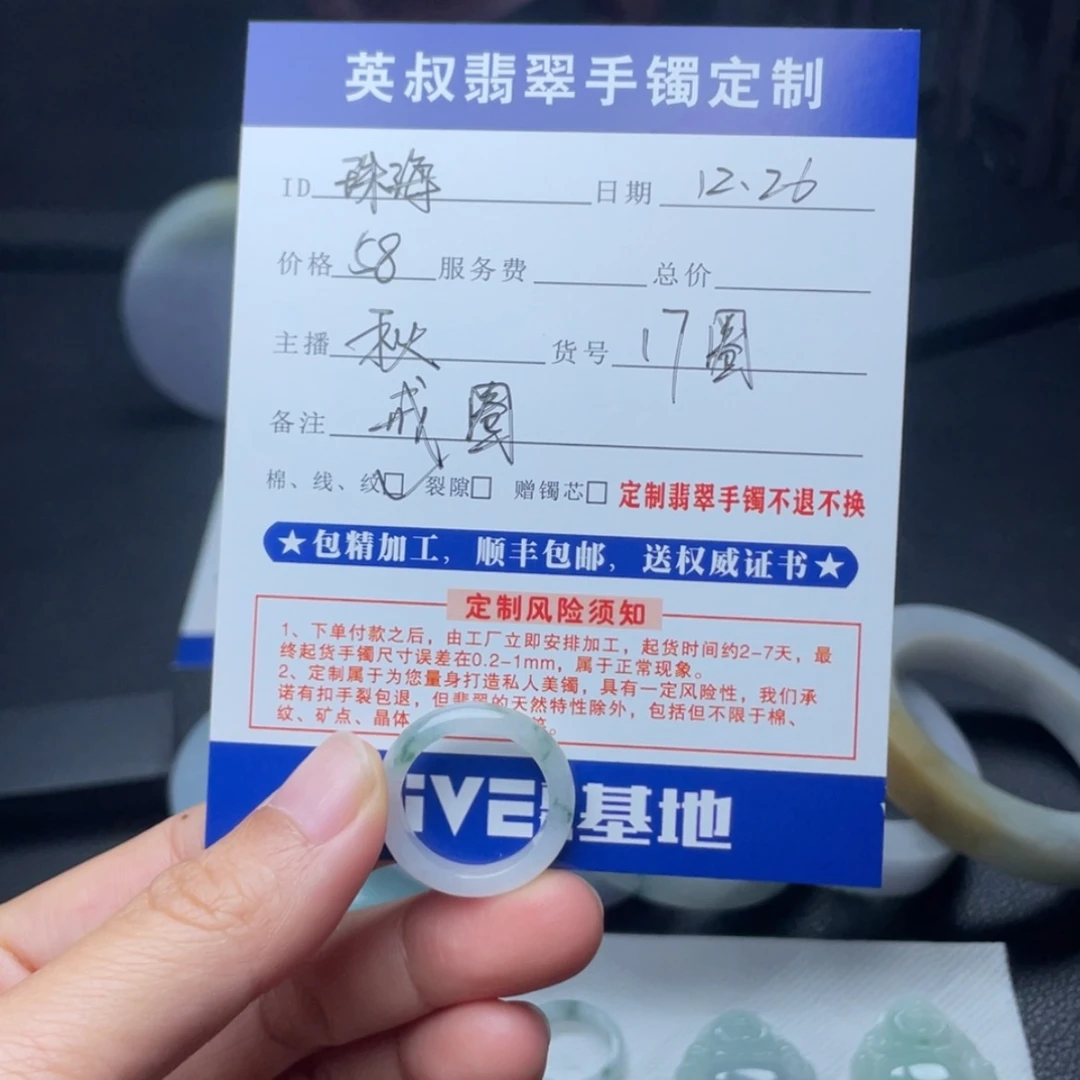 英叔翡翠手镯定制
ID 珠海 日期 12.26
价格 58 服务费 总价
主播 秋 货号 17圈
备注 戒圈
棉、线、纹□ 裂隙□ 赠镯芯□ 定制翡翠手镯不退不换
★包精加工，顺丰包邮，送权威证书★
定制风险须知
1、下单付款之后，由工厂立即安排加工，起货时间约2-7天，最
终起货手镯尺寸误差在0.2-1mm，属于正常现象。
2、定制属于为您量身打造私人美镯，具有一定风险性，我们承
诺有扣手裂包退，但翡翠的天然特性除外，包括但不限于棉、
纹、矿点、晶体 等。
iVE 基地